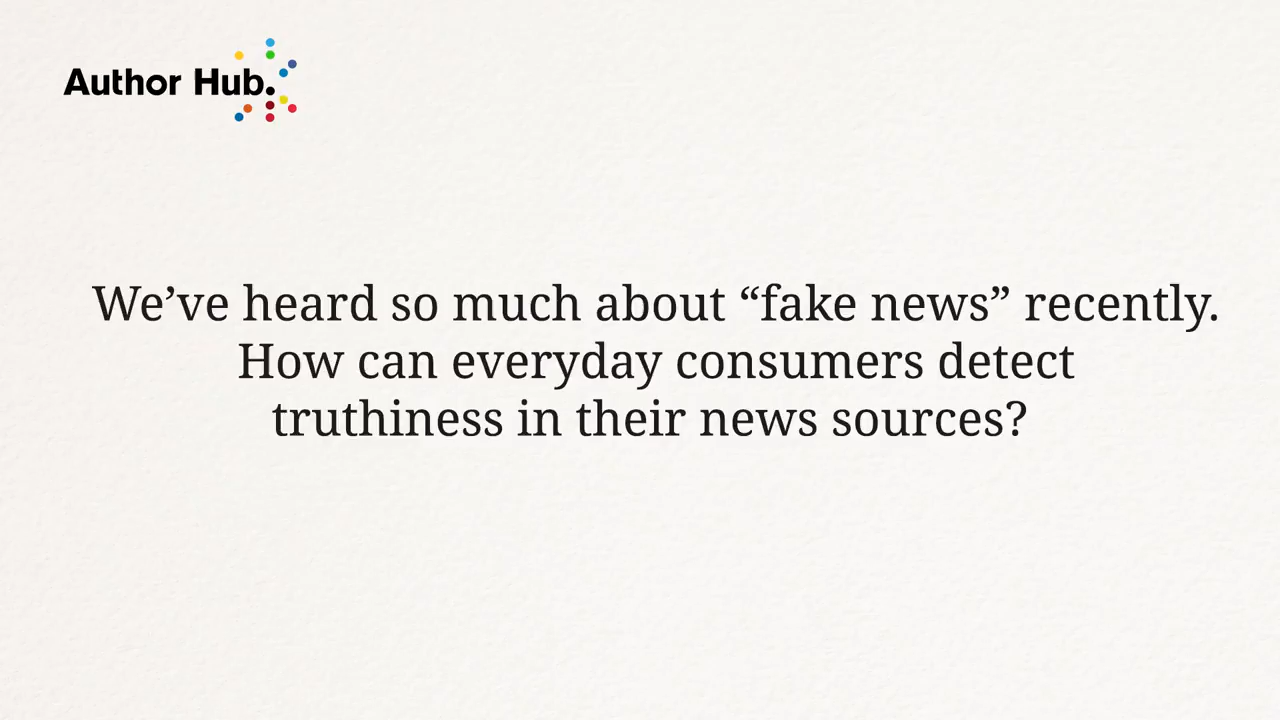 Author Hub.
We’ve heard so much about “fake news” recently.
How can everyday consumers detect
truthiness in their news sources?